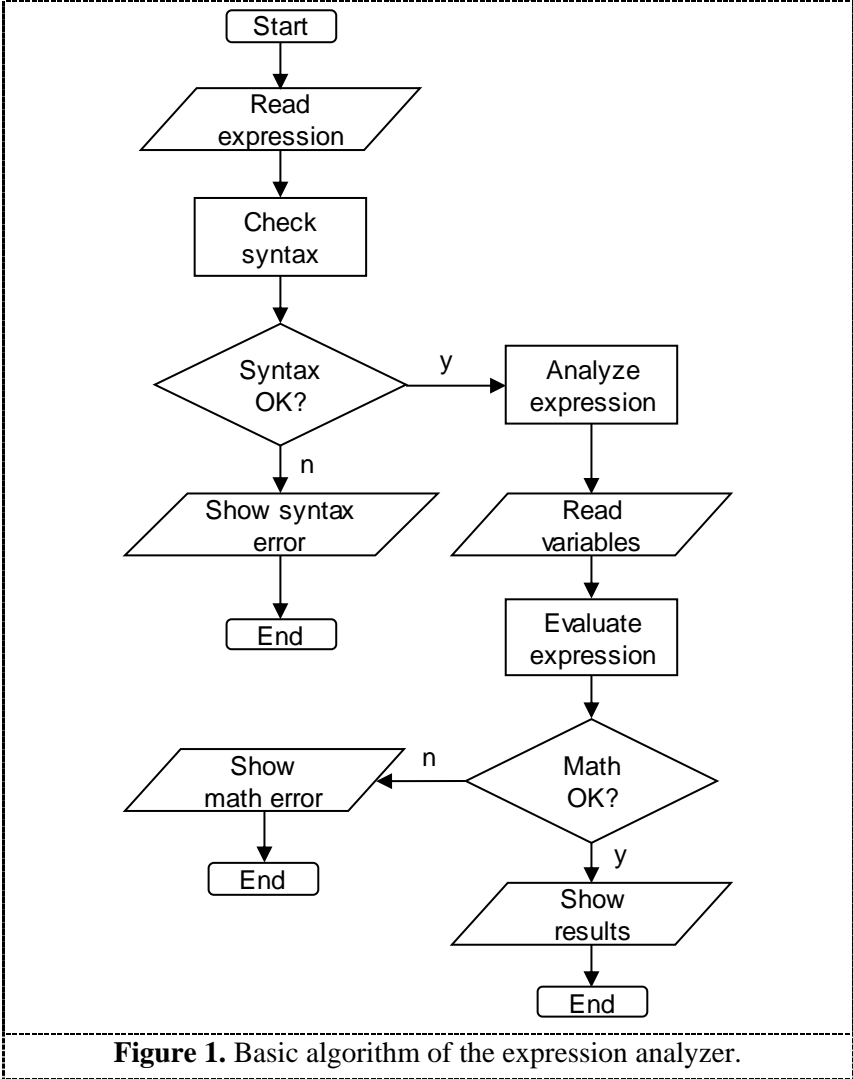 Start
Read
expression
Check
syntax
Syntax
OK?
y
Analyze
expression
n
Show syntax
error
Read
variables
End
Evaluate
expression
Show
math error
n
Math
OK?
End
y
Show
results
End
Figure 1. Basic algorithm of the expression analyzer.